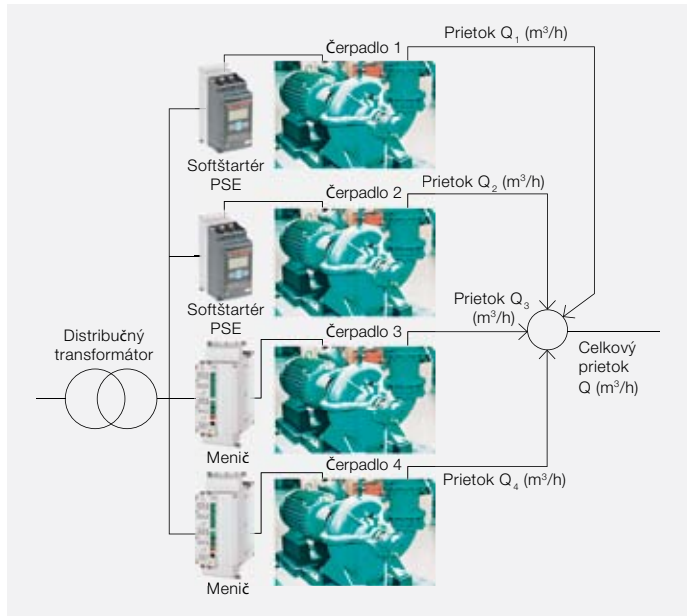 Čerpadlo 1
Prietok Q₁ (m³/h)
Softštartér
PSE
Čerpadlo 2
Prietok Q₂ (m³/h)
Softštartér
PSE
Prietok Q₃
(m³/h)
Čerpadlo 3
Distribučný
transformátor
Celkový
prietok
Q (m³/h)
Menič
Čerpadlo 4
Prietok Q₄ (m³/h)
Menič